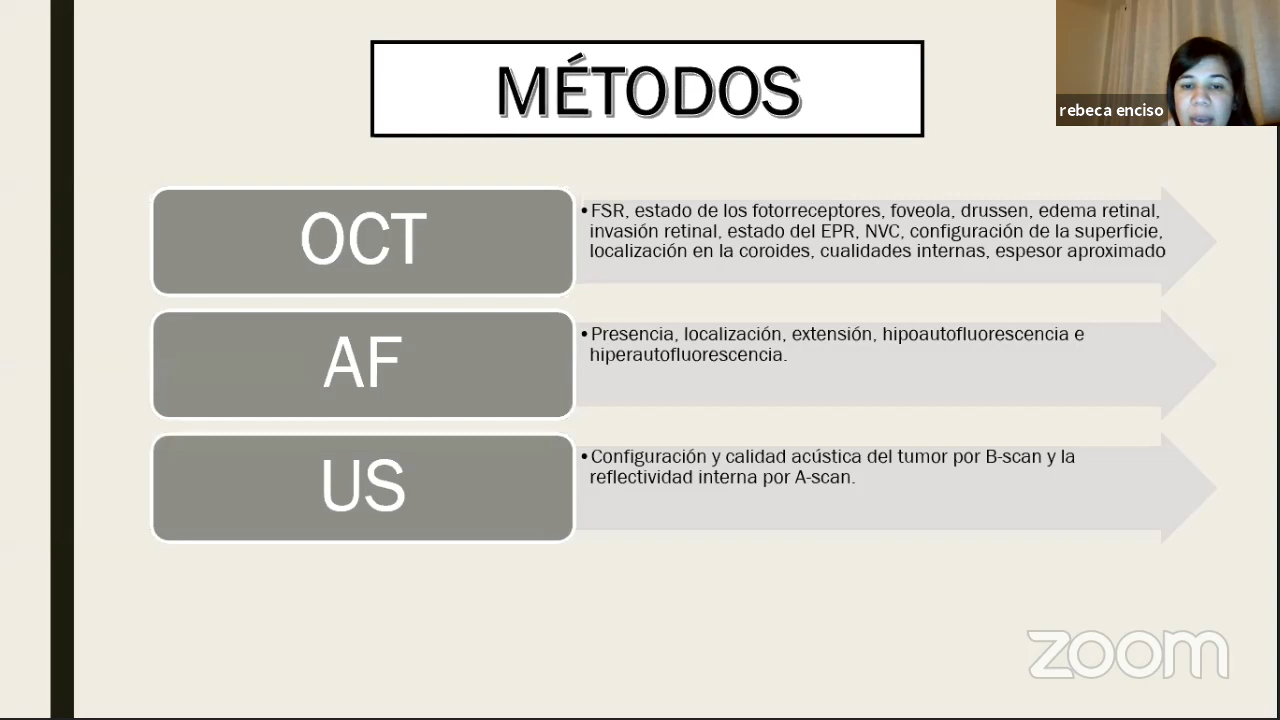 MÉTODOS
rebeca enciso
OCT
•FSR, estado de los fotorreceptores, foveola, drussen, edema retinal,
invasión retinal, estado del EPR, NVC, configuración de la superficie,
localización en la coroides, cualidades internas, espesor aproximado
AF
•Presencia, localización, extensión, hipoautofluorescencia e
hiperautofluorescencia.
US
•Configuración y calidad acústica del tumor por B-scan y la
reflectividad interna por A-scan.
zoom